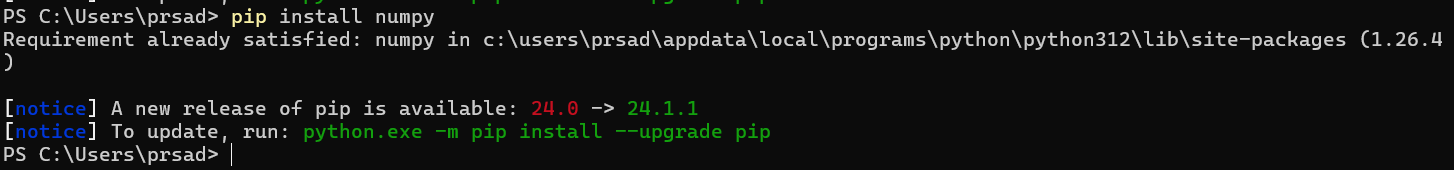 PS C:\Users\prsad> pip install numpy
Requirement already satisfied: numpy in c:\users\prsad\appdata\local\programs\python\python312\lib\site-packages (1.26.4
)
[notice] A new release of pip is available: 24.0 -> 24.1.1
[notice] To update, run: python.exe -m pip install --upgrade pip
PS C:\Users\prsad>